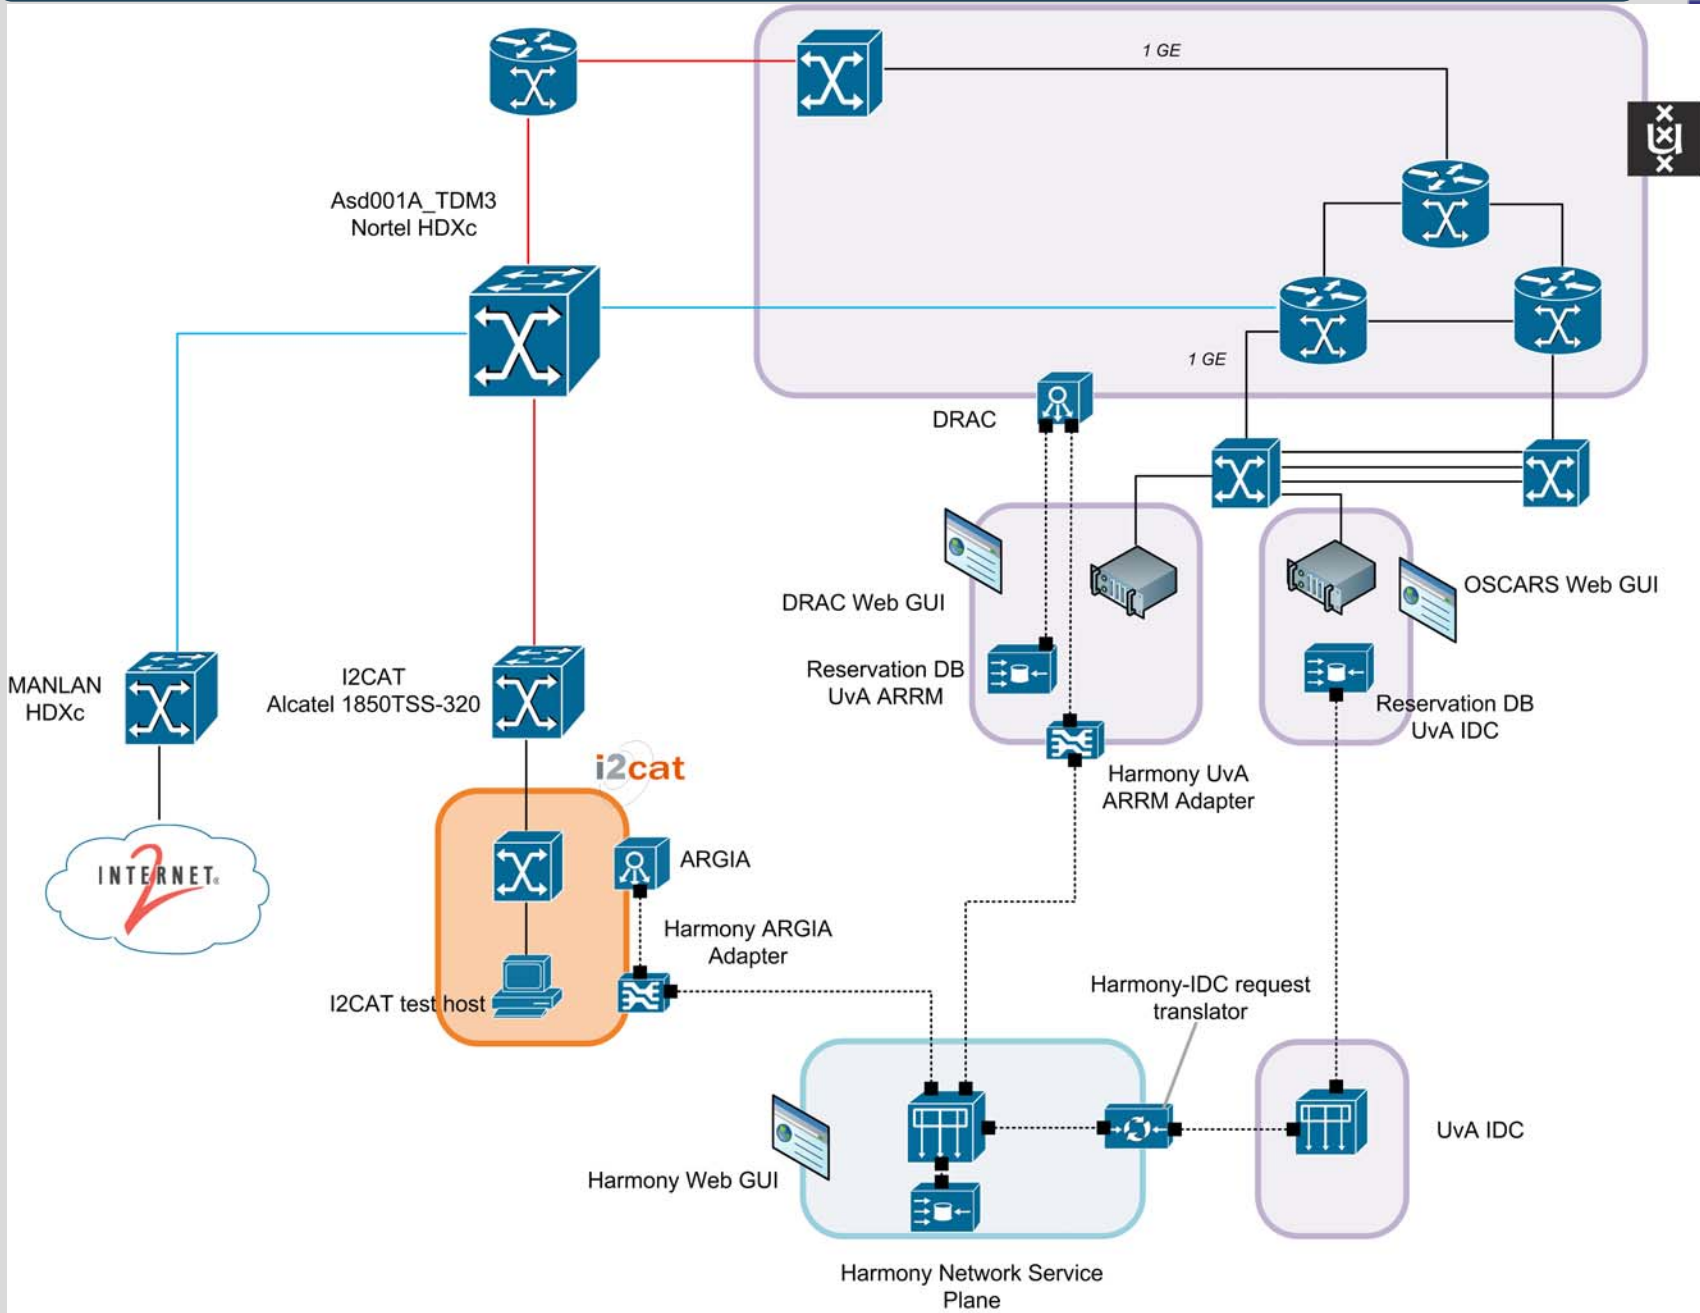 1 GE
Asd001A_TDM3
Nortel HDXc
1 GE
DRAC
DRAC Web GUI
OSCARS Web GUI
Reservation DB
UvA ARRM
Reservation DB
UvA IDC
MANLAN
HDXc
I2CAT
Alcatel 1850TSS-320
i2cat
Harmony UvA
ARRM Adapter
INTERNET
2
ARGIA
Harmony ARGIA
Adapter
I2CAT test host
Harmony-IDC request
translator
UvA IDC
Harmony Web GUI
Harmony Network Service
Plane